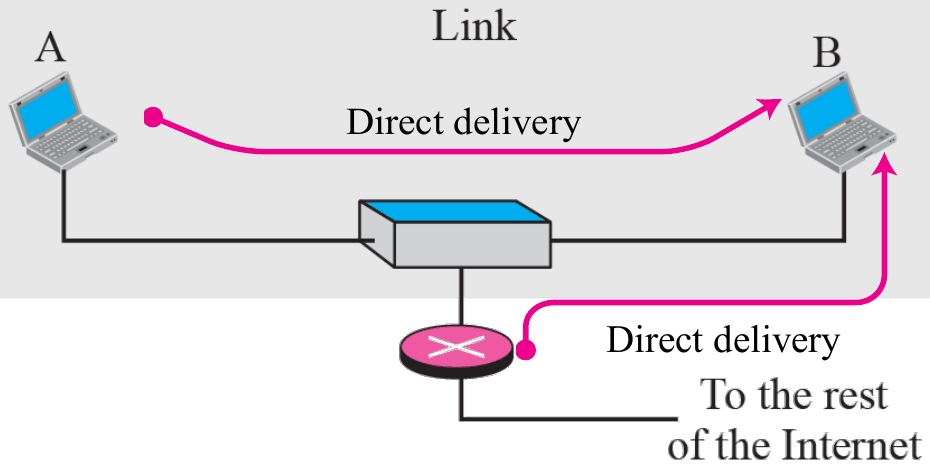 Link
A
B
Direct delivery
Direct delivery
To the rest
of the Internet